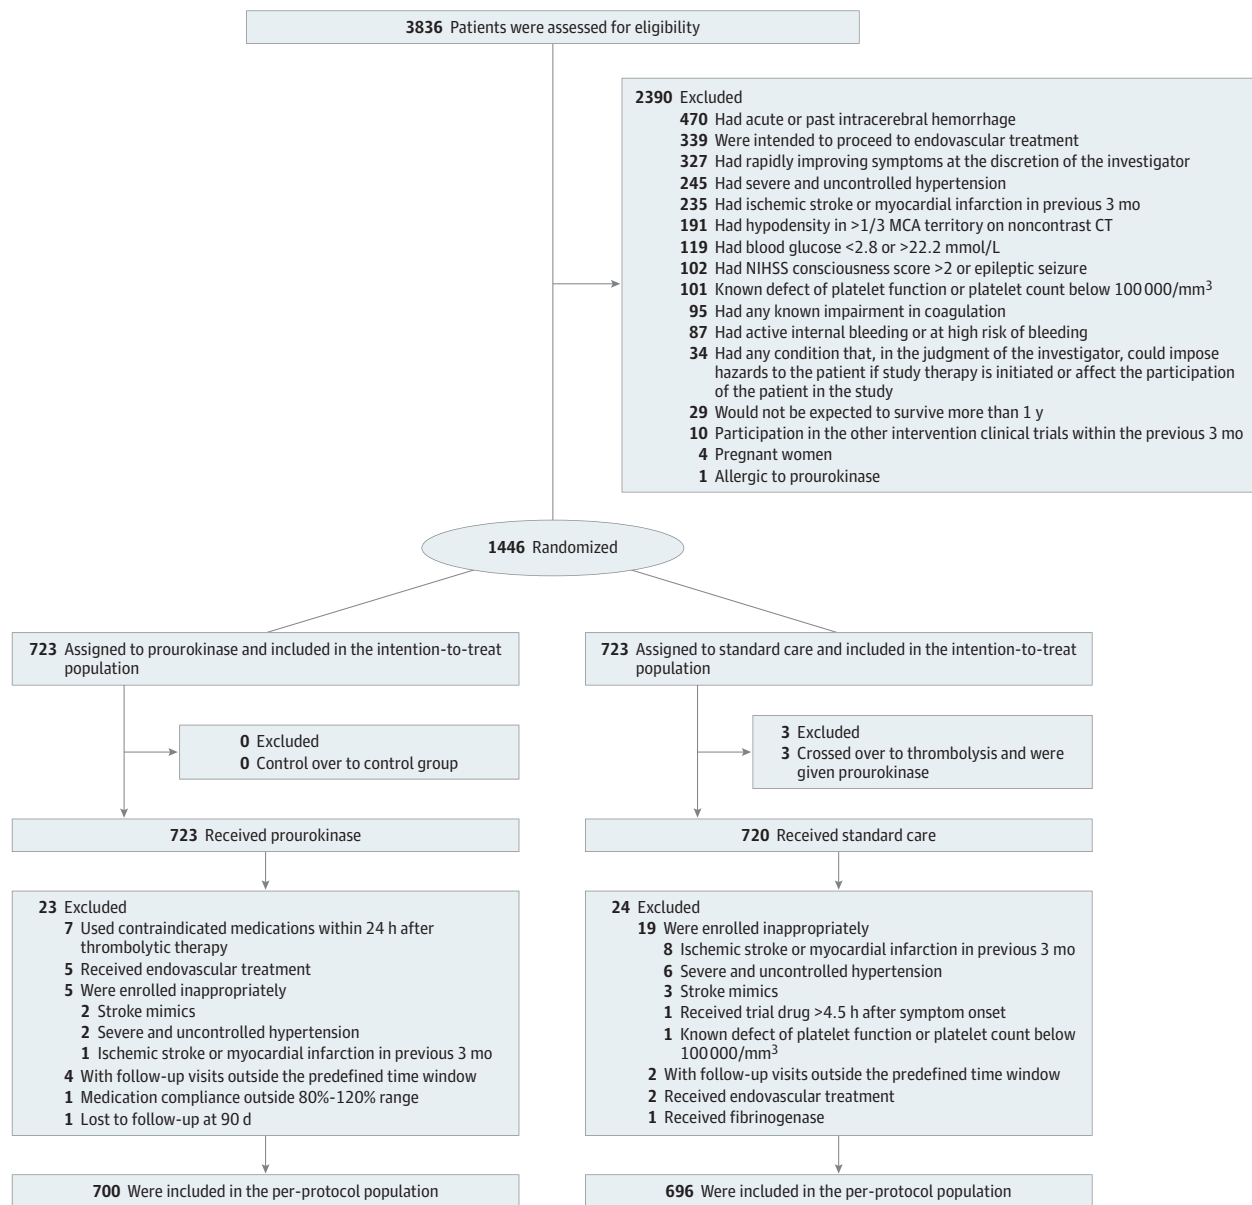 3836 Patients were assessed for eligibility
2390 Excluded
470 Had acute or past intracerebral hemorrhage
339 Were intended to proceed to endovascular treatment
327 Had rapidly improving symptoms at the discretion of the investigator
245 Had severe and uncontrolled hypertension
235 Had ischemic stroke or myocardial infarction in previous 3 mo
191 Had hypodensity in >1/3 MCA territory on noncontrast CT
119 Had blood glucose <2.8 or >22.2 mmol/L
102 Had NIHSS consciousness score >2 or epileptic seizure
101 Known defect of platelet function or platelet count below 100 000/mm³
95 Had any known impairment in coagulation
87 Had active internal bleeding or at high risk of bleeding
34 Had any condition that, in the judgment of the investigator, could impose
hazards to the patient if study therapy is initiated or affect the participation
of the patient in the study
29 Would not be expected to survive more than 1 y
10 Participation in the other intervention clinical trials within the previous 3 mo
4 Pregnant women
1 Allergic to prourokinase
1446 Randomized
723 Assigned to prourokinase and included in the intention-to-treat
population
0 Excluded
0 Control over to control group
723 Received prourokinase
23 Excluded
7 Used contraindicated medications within 24 h after
thrombolytic therapy
5 Received endovascular treatment
5 Were enrolled inappropriately
2 Stroke mimics
2 Severe and uncontrolled hypertension
1 Ischemic stroke or myocardial infarction in previous 3 mo
4 With follow-up visits outside the predefined time window
1 Medication compliance outside 80%-120% range
1 Lost to follow-up at 90 d
700 Were included in the per-protocol population
723 Assigned to standard care and included in the intention-to-treat
population
3 Excluded
3 Crossed over to thrombolysis and were
given prourokinase
720 Received standard care
24 Excluded
19 Were enrolled inappropriately
8 Ischemic stroke or myocardial infarction in previous 3 mo
6 Severe and uncontrolled hypertension
3 Stroke mimics
1 Received trial drug >4.5 h after symptom onset
1 Known defect of platelet function or platelet count below
100 000/mm³
2 With follow-up visits outside the predefined time window
2 Received endovascular treatment
1 Received fibrinogenase
696 Were included in the per-protocol population